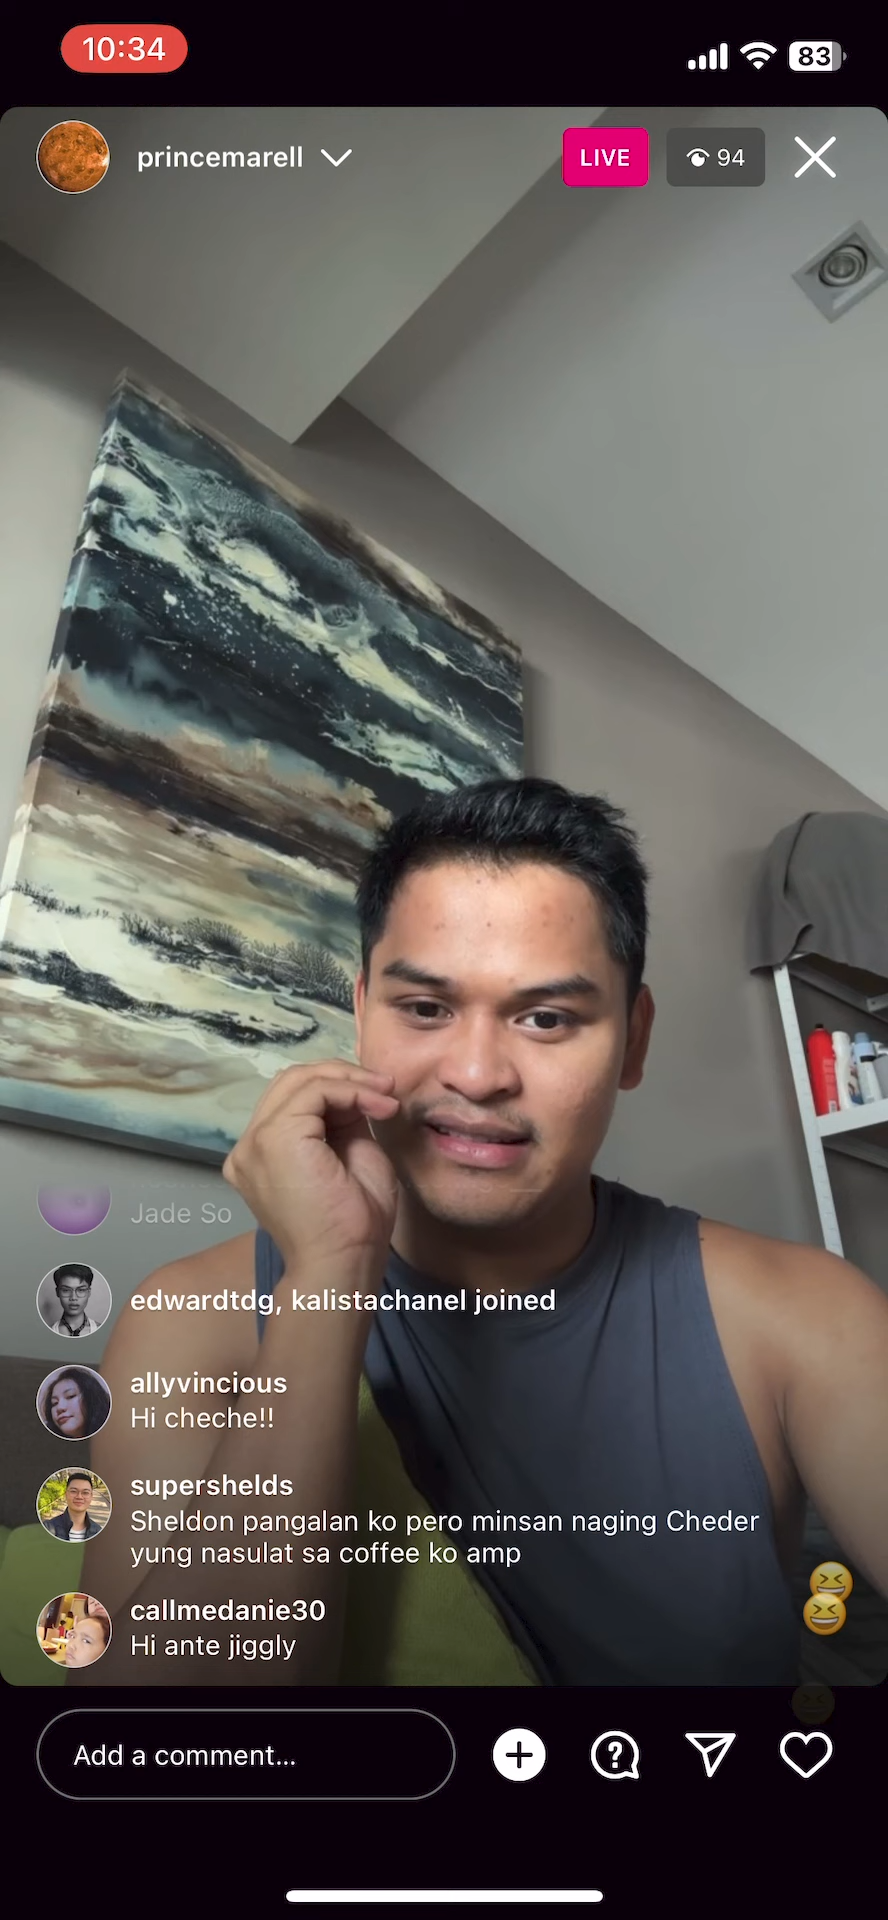 10:34
83
princemarell
LIVE
94
Jade So
edwardtdg, kalistachanel joined
allyvincious
Hi cheche!!
supershelds
Sheldon pangalan ko pero minsan naging Cheder
yung nasulat sa coffee ko amp
callmedanie30
Hi ante jiggly
Add a comment...